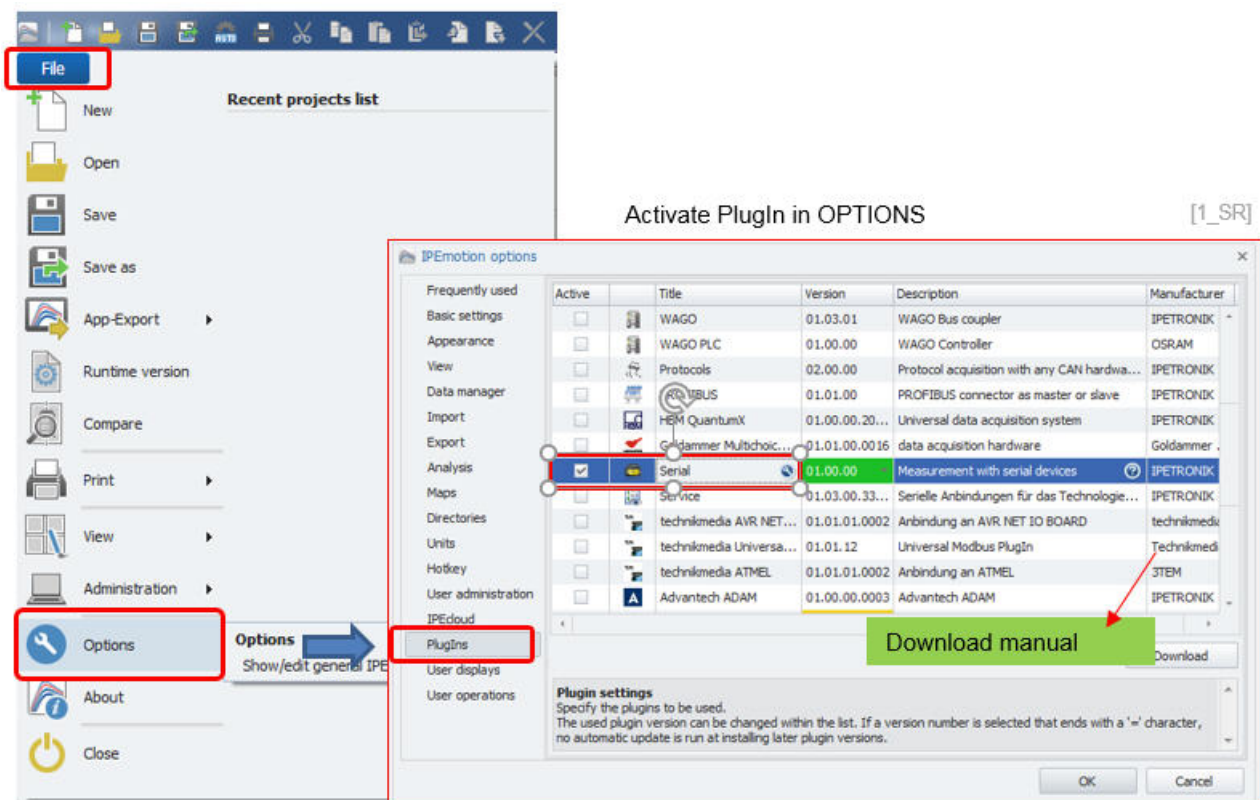 AUTO
File
Recent projects list
New
Open
Save
Save as
App-Export
Runtime version
Compare
Print
View
Administration
Options
About
Close
Options
Show/edit general IPE
Activate PlugIn in OPTIONS
[1_SR]
IPEmotion options
Frequently used
Basic settings
Appearance
View
Data manager
Import
Export
Analysis
Maps
Directories
Units
Hotkey
User administration
IPEcloud
PlugIns
User displays
User operations
Active Title Version Description Manufacturer
WAGO 01.03.01 WAGO Bus coupler IPETRONIK
WAGO PLC 01.00.00 WAGO Controller OSRAM
Protocols 02.00.00 Protocol acquisition with any CAN hardwa... IPETRONIK
01.01.00 PROFIBUS connector as master or slave IPETRONIK
HBM QuantumX 01.00.00.20... Universal data acquisition system IPETRONIK
Goldammer Multichoic... 01.01.00.0016 data acquisition hardware Goldammer
Serial 01.00.00 Measurement with serial devices IPETRONIK
Service 01.03.00.33... Serielle Anbindungen für das Technologie... IPETRONIK
technikmedia AVR NET... 01.01.01.0002 Anbindung an AVR NET IO BOARD technikmedia
technikmedia Universa... 01.01.12 Universal Modbus PlugIn Technikmedi
technikmedia ATMEL 01.01.01.0002 Anbindung an ATMEL 3TEM
Advantech ADAM 01.00.00.0003 Advantech ADAM IPETRONIK
Download manual
Download
Plugin settings
Specify the plugins to be used.
The used plugin version can be changed within the list. If a version number is selected that ends with a '=' character,
no automatic update is run at installing later plugin versions.
OK
Cancel